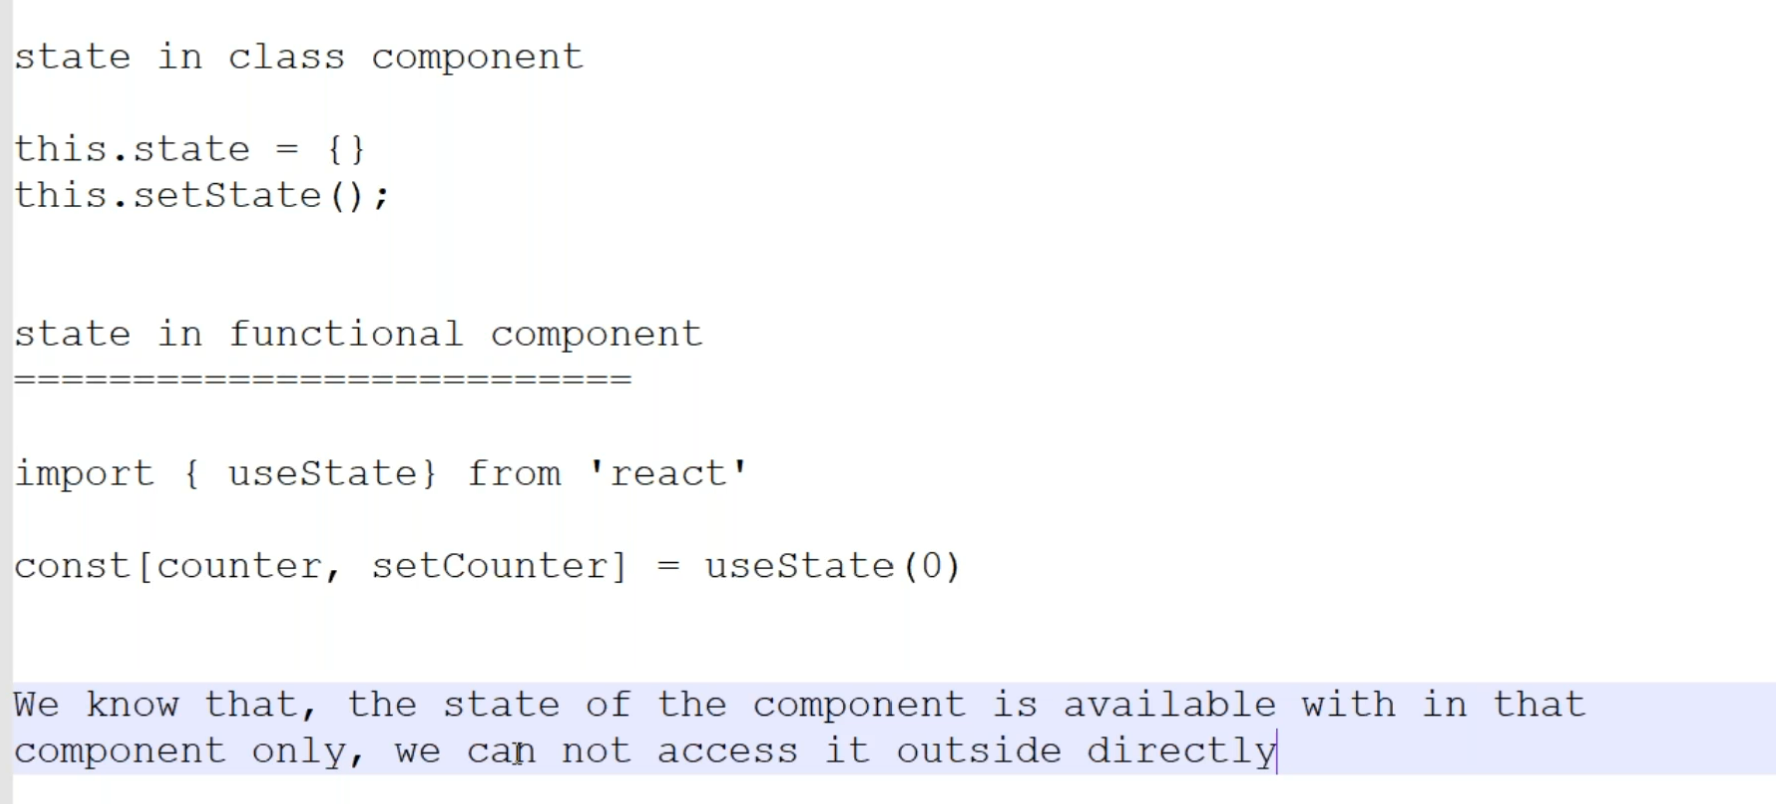 state in class component
this.state = {}
this.setState();
state in functional component
==========================
import { useState} from 'react'
const[counter, setCounter] = useState(0)
We know that, the state of the component is available with in that
component only, we can not access it outside directly